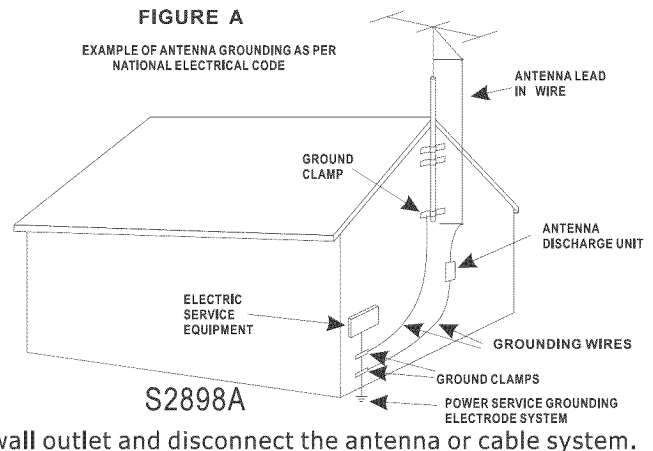 FIGURE A
EXAMPLE OF ANTENNA GROUNDING AS PER
NATIONAL ELECTRICAL CODE
ANTENNA LEAD
IN WIRE
GROUND
CLAMP
ANTENNA
DISCHARGE UNIT
ELECTRIC
SERVICE
EQUIPMENT
GROUNDING WIRES
GROUND CLAMPS
S2898A
POWER SERVICE GROUNDING
ELECTRODE SYSTEM
wall outlet and disconnect the antenna or cable system.